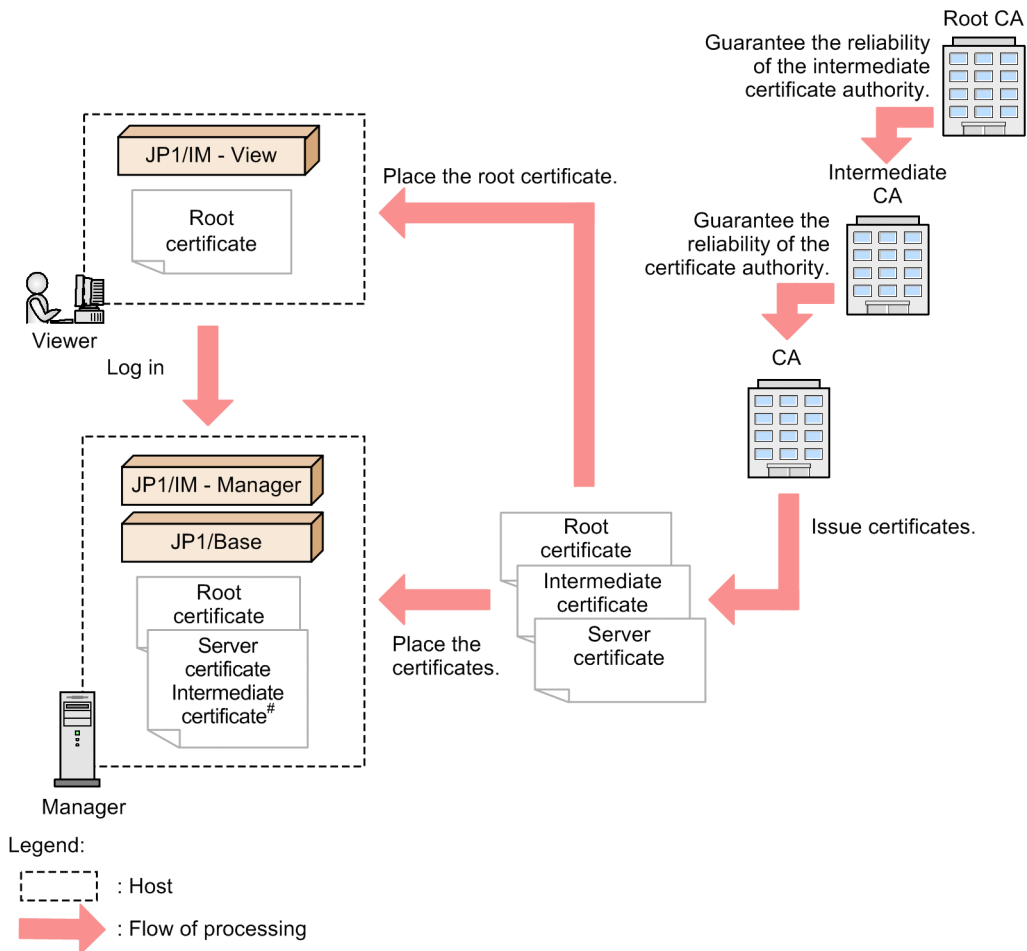 Root CA
Guarantee the reliability
of the intermediate
certificate authority.
JP1/IM - View
Root
certificate
Place the root certificate.
Intermediate
CA
Guarantee the
reliability of the
certificate authority.
Viewer
Log in
CA
JP1/IM - Manager
JP1/Base
Root
certificate
Server
certificate
Intermediate
certificate#
Place the
certificates.
Root
certificate
Intermediate
certificate
Server
certificate
Issue certificates.
Manager
Legend:
: Host
: Flow of processing